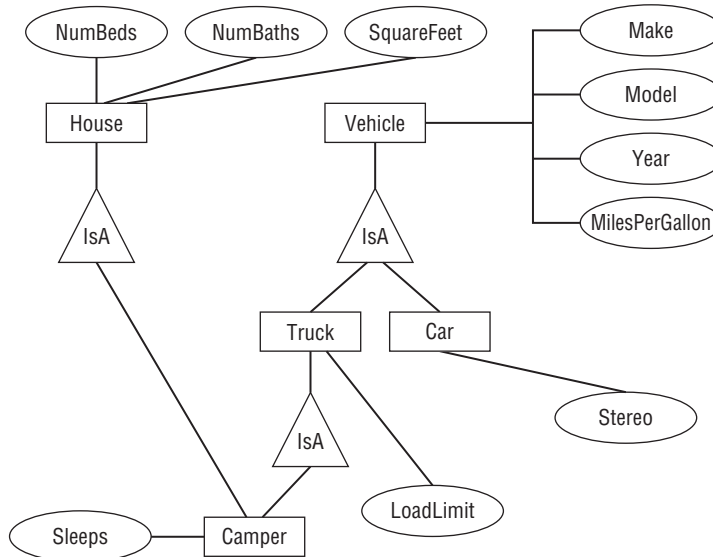 NumBeds
NumBaths
SquareFeet
Make
Model
House
Vehicle
Year
MilesPerGallon
IsA
IsA
Truck
Car
Stereo
IsA
LoadLimit
Sleeps
Camper